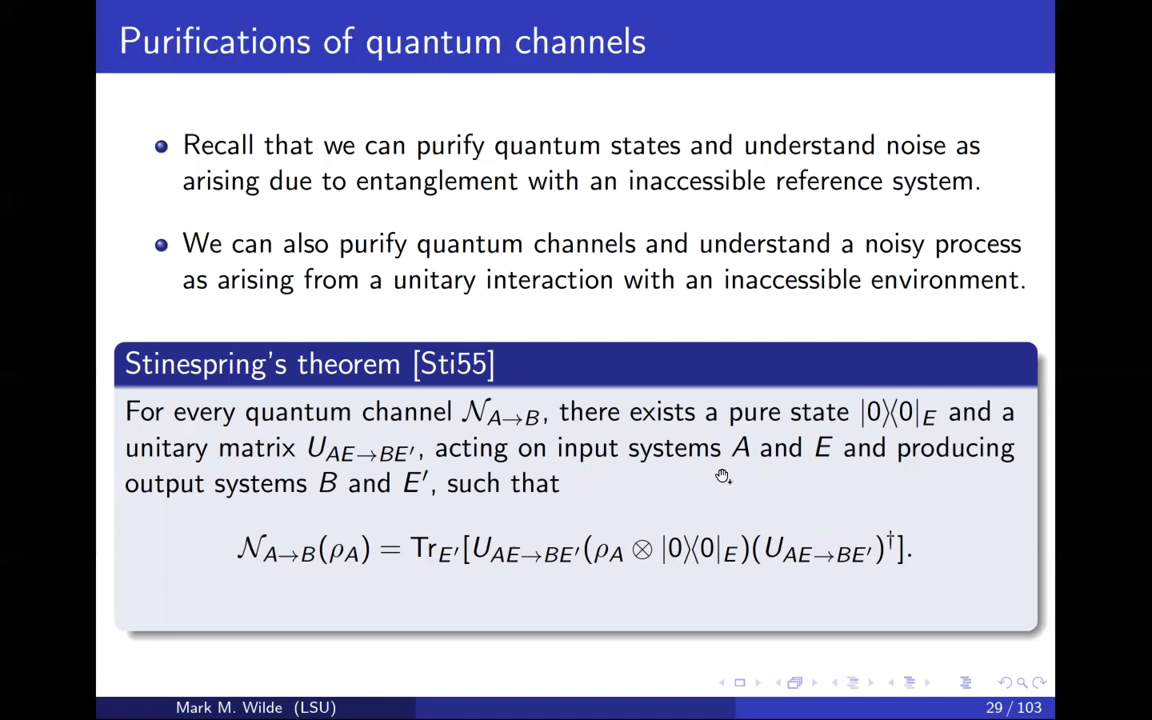 Purifications of quantum channels
Recall that we can purify quantum states and understand noise as
arising due to entanglement with an inaccessible reference system.
We can also purify quantum channels and understand a noisy process
as arising from a unitary interaction with an inaccessible environment.
Stinespring's theorem [Sti55]
For every quantum channel 𝒩_{A→B}, there exists a pure state |0⟩⟨0|_E and a
unitary matrix U_{AE→BE′}, acting on input systems A and E and producing
output systems B and E′, such that
𝒩_{A→B}(ρ_A) = Tr_{E′}[U_{AE→BE′}(ρ_A ⊗ |0⟩⟨0|_E)(U_{AE→BE′})^†].
Mark M. Wilde (LSU)
29 / 103